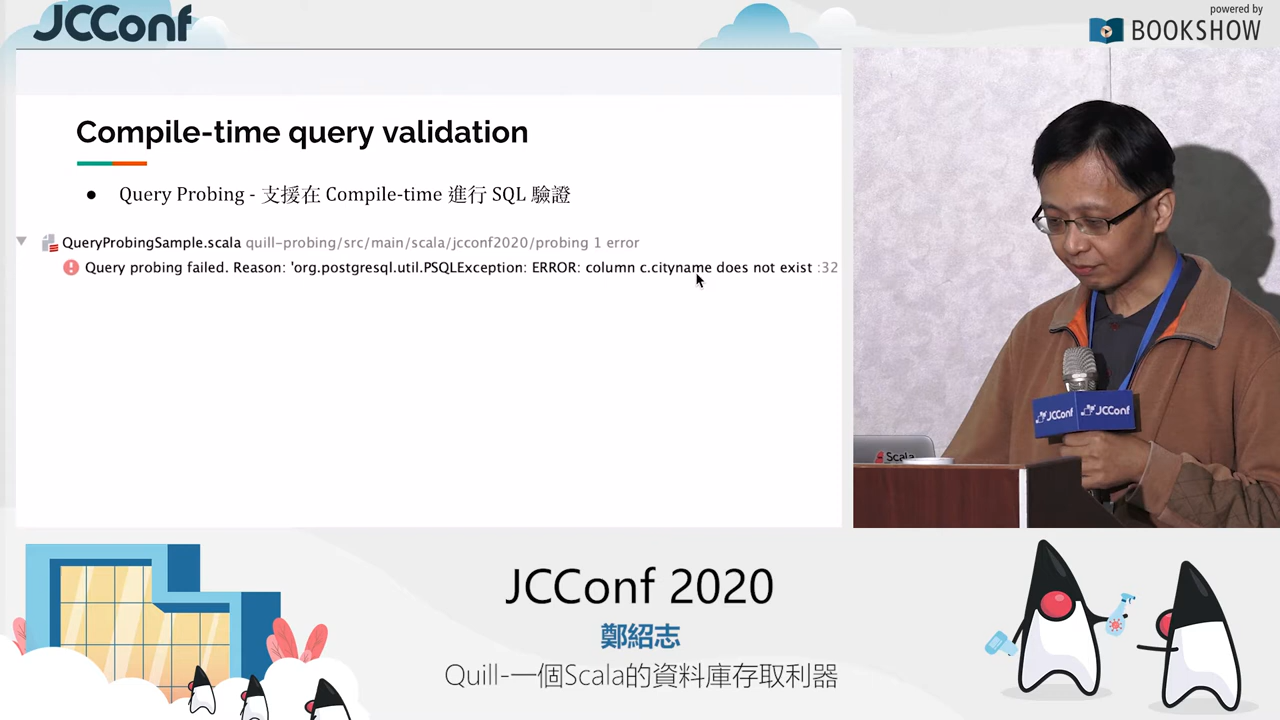 JCConf
powered by
BOOKSHOW
Compile-time query validation
● Query Probing - 支援在 Compile-time 進行 SQL 驗證
QueryProbingSample.scala quill-probing/src/main/scala/jcconf2020/probing 1 error
Query probing failed. Reason: 'org.postgresql.util.PSQLException: ERROR: column c.cityname does not exist :32
Scala
JCConf JCConf
JCConf 2020
鄭紹志
Quill-一個Scala的資料庫存取利器